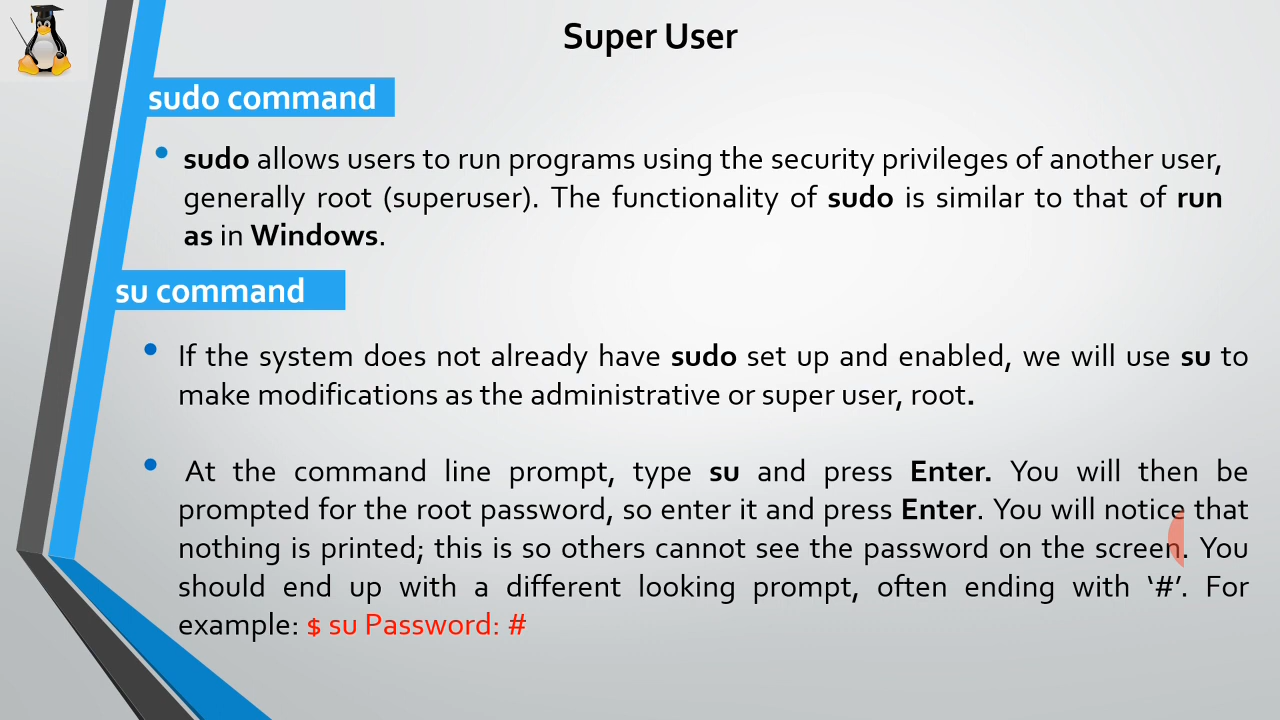 Super User
sudo command
• sudo allows users to run programs using the security privileges of another user,
generally root (superuser). The functionality of sudo is similar to that of run
as in Windows.
su command
• If the system does not already have sudo set up and enabled, we will use su to
make modifications as the administrative or super user, root.
• At the command line prompt, type su and press Enter. You will then be
prompted for the root password, so enter it and press Enter. You will notice that
nothing is printed; this is so others cannot see the password on the screen. You
should end up with a different looking prompt, often ending with ‘#’. For
example: $ su Password: #